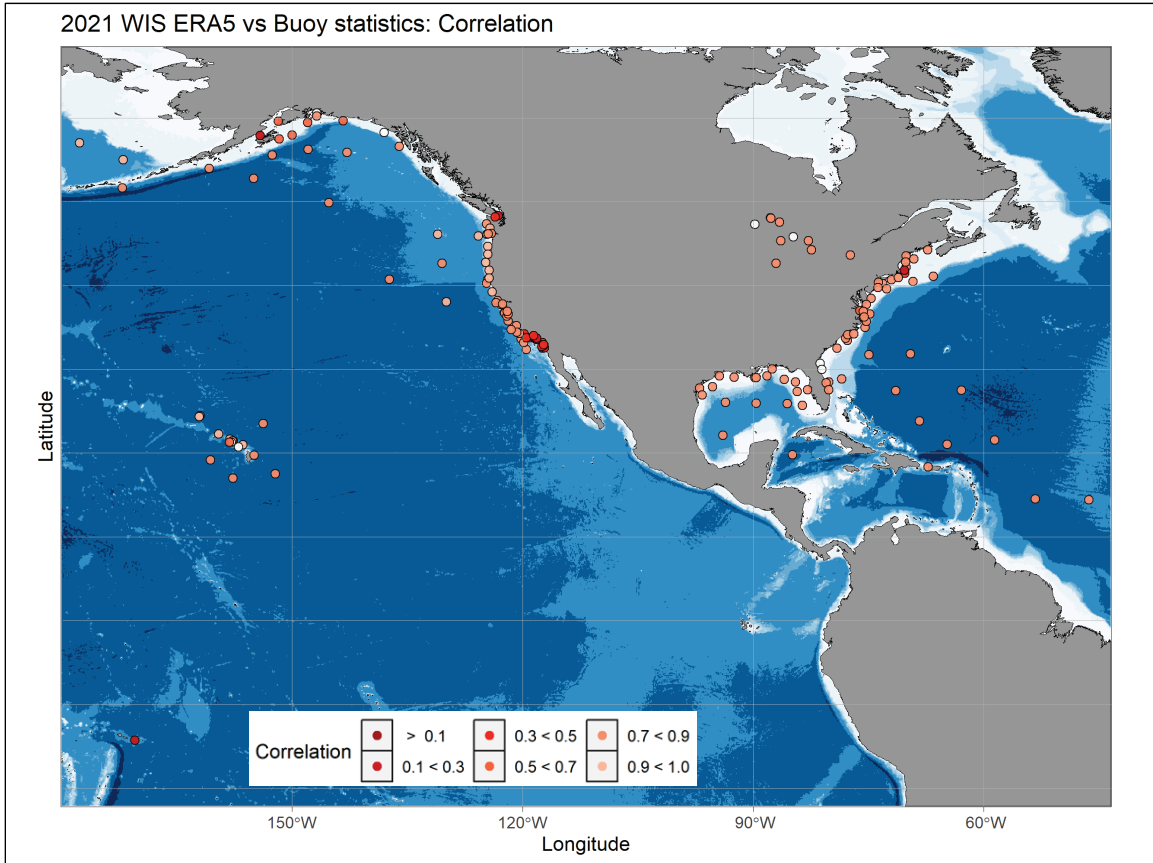 2021 WIS ERA5 vs Buoy statistics: Correlation
Latitude
Correlation
> 0.1
0.3 < 0.5
0.7 < 0.9
0.1 < 0.3
0.5 < 0.7
0.9 < 1.0
150°W
120°W
90°W
60°W
Longitude